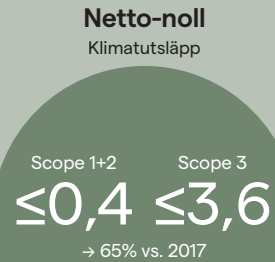 Netto-noll
Klimatutsläpp
Scope 1+2 Scope 3
≤0,4 ≤3,6
→ 65% vs. 2017